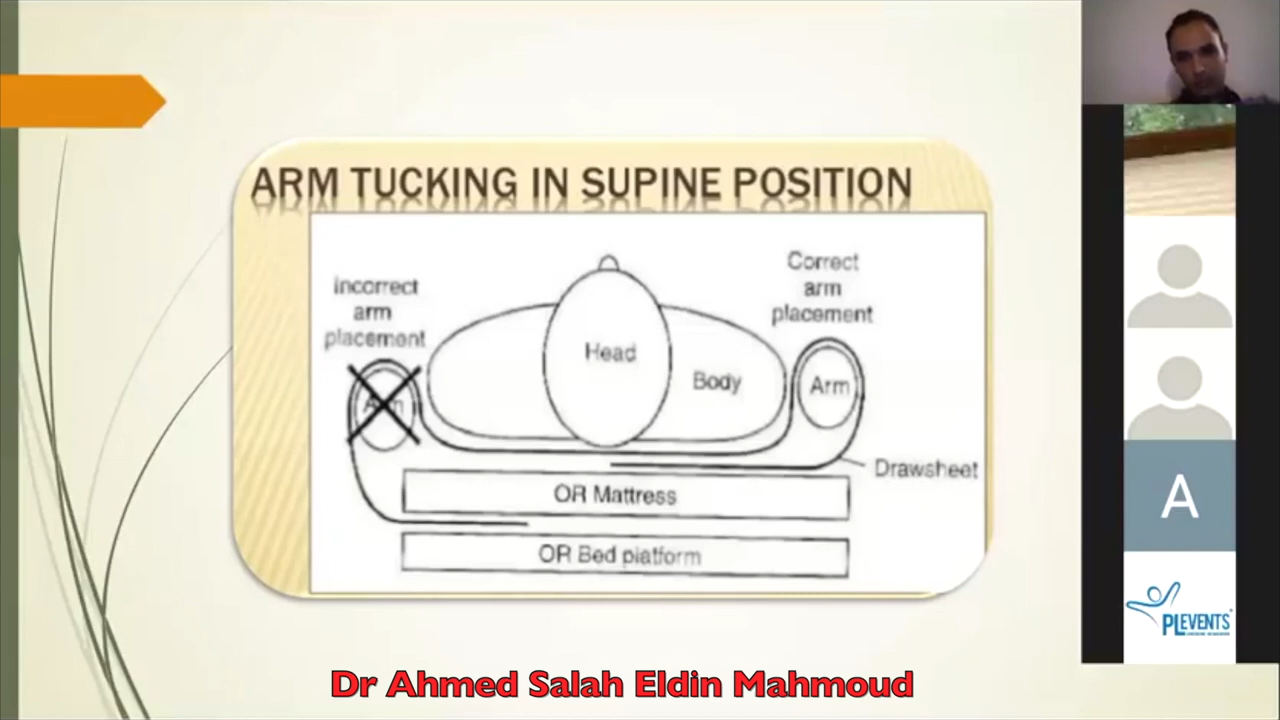 ARM TUCKING IN SUPINE POSITION
Incorrect
arm
placement
Correct
arm
placement
Head
Body
Arm
Arm
Drawsheet
OR Mattress
OR Bed platform
A
PLEVENTS
Dr Ahmed Salah Eldin Mahmoud